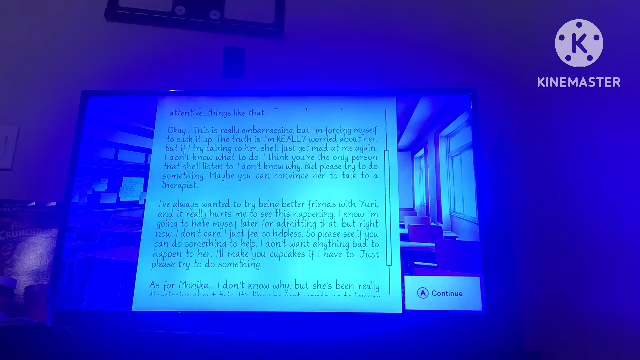 attentive...things like that.
Okay... This is really embarrassing, but I'm forcing myself
to suck it up. The truth is I'm REALLY worried about her.
But if I try talking to her, she'll just get mad at me again.
I don't know what to do. I think you're the only person
that she'll listen to. I don't know why. But please try to do
something. Maybe you can convince her to talk to a
therapist.
I've always wanted to try being better friends with Yuri,
and it really hurts me to see this happening. I know I'm
going to hate myself later for admitting that, but right
now I don't care. I just feel so helpless. So please see if you
can do something to help. I don't want anything bad to
happen to her. I'll make you cupcakes if I have to. Just
please try to do something.
As for Monika... I don't know why, but she's been really
A Continue
CRUNCH
K
KINEMASTER